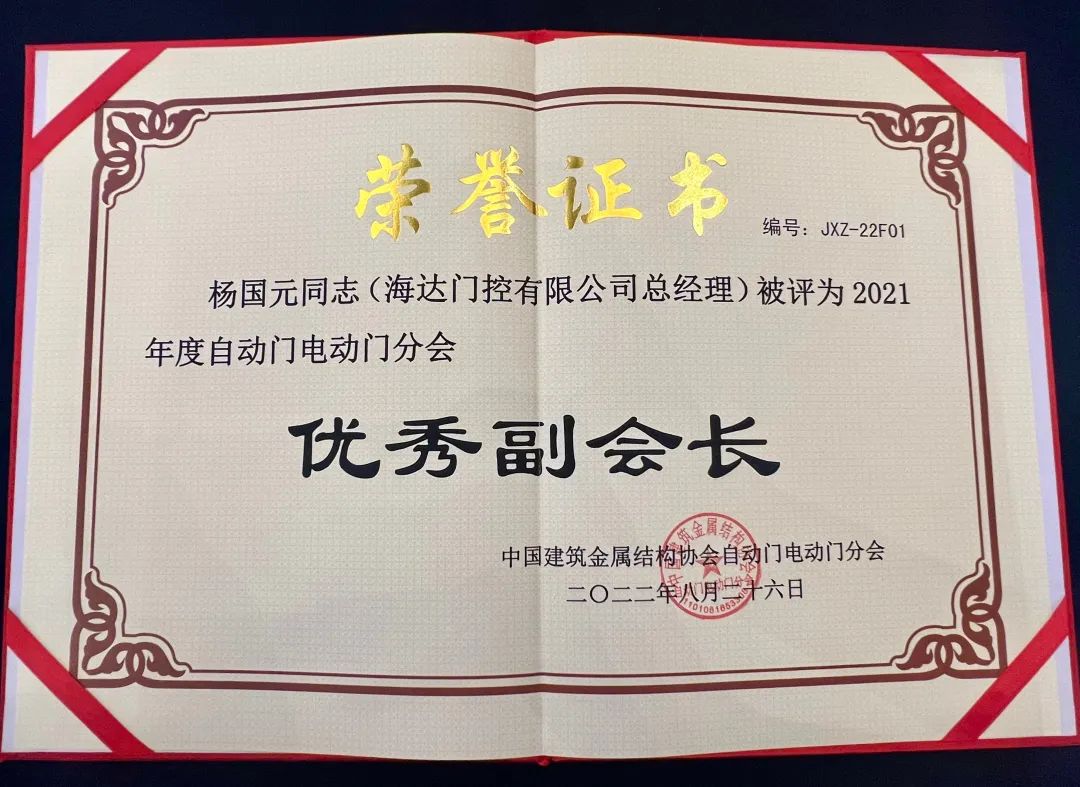 荣誉证书
编号：JXZ-22F01
杨国元同志（海达门控有限公司总经理）被评为2021
年度自动门电动门分会
优秀副会长
中国建筑金属结构协会自动门电动门分会
二〇二二年八月二十六日